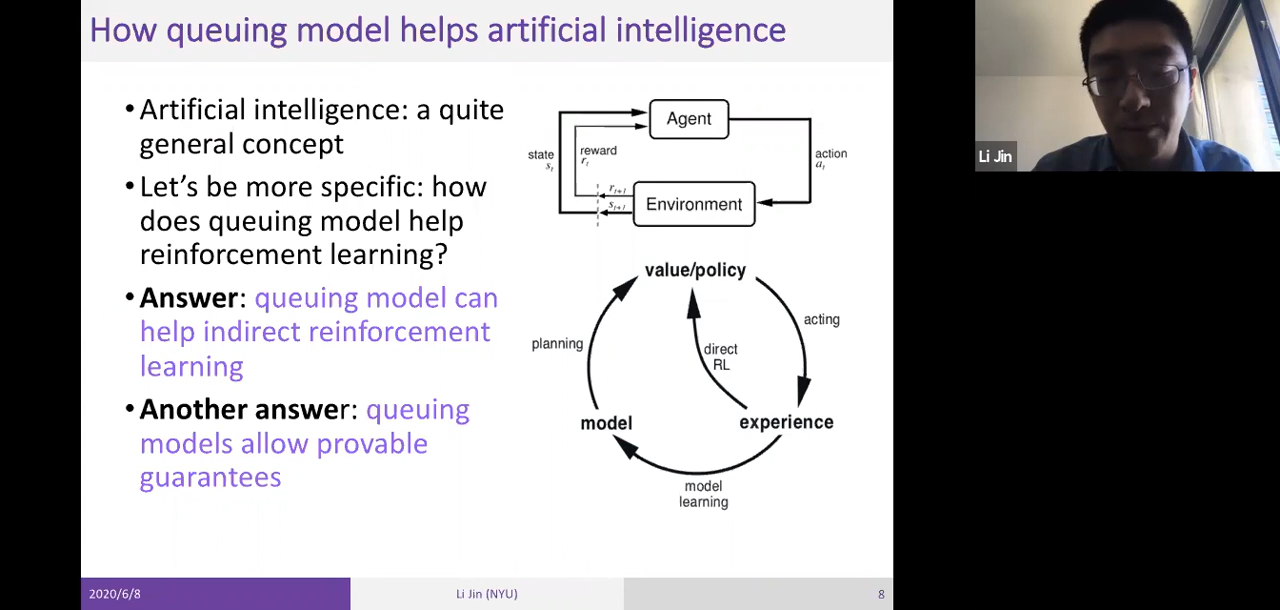 How queuing model helps artificial intelligence
• Artificial intelligence: a quite
general concept
• Let's be more specific: how
does queuing model help
reinforcement learning?
• Answer: queuing model can
help indirect reinforcement
learning
• Another answer: queuing
models allow provable
guarantees
Agent
state
s_t
reward
r_t
action
a_t
r_{t+1}
s_{t+1}
Environment
value/policy
planning
acting
direct
RL
model
experience
model
learning
2020/6/8
Li Jin (NYU)
8
Li Jin